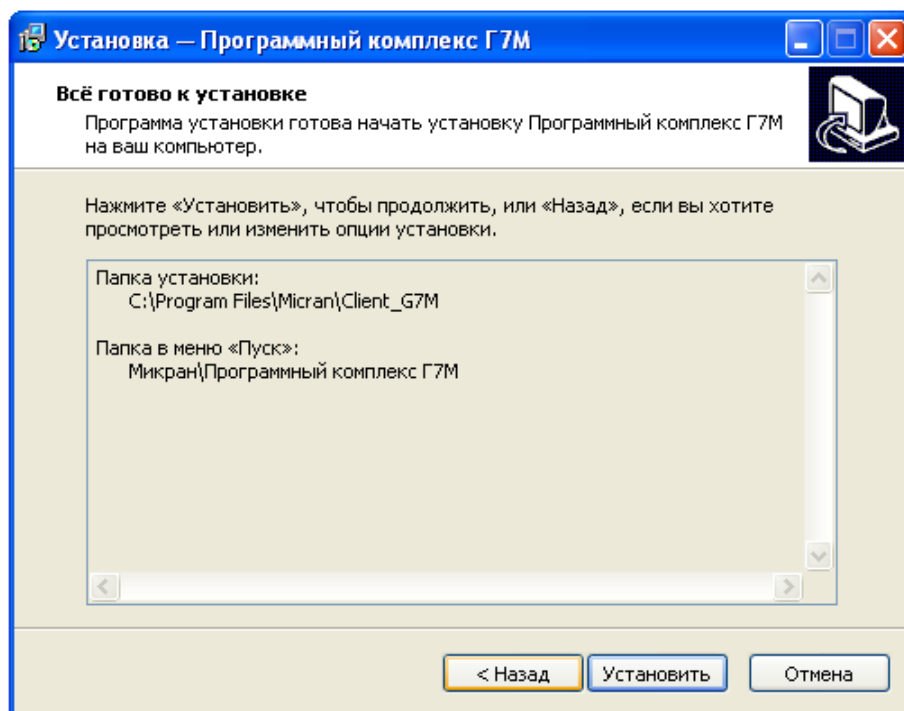 Установка — Программный комплекс Г7М
Всё готово к установке
Программа установки готова начать установку Программный комплекс Г7М
на ваш компьютер.
Нажмите «Установить», чтобы продолжить, или «Назад», если вы хотите
просмотреть или изменить опции установки.
Папка установки:
C:\Program Files\Micran\Client_G7M
Папка в меню «Пуск»:
Микран\Программный комплекс Г7М
< Назад
Установить
Отмена